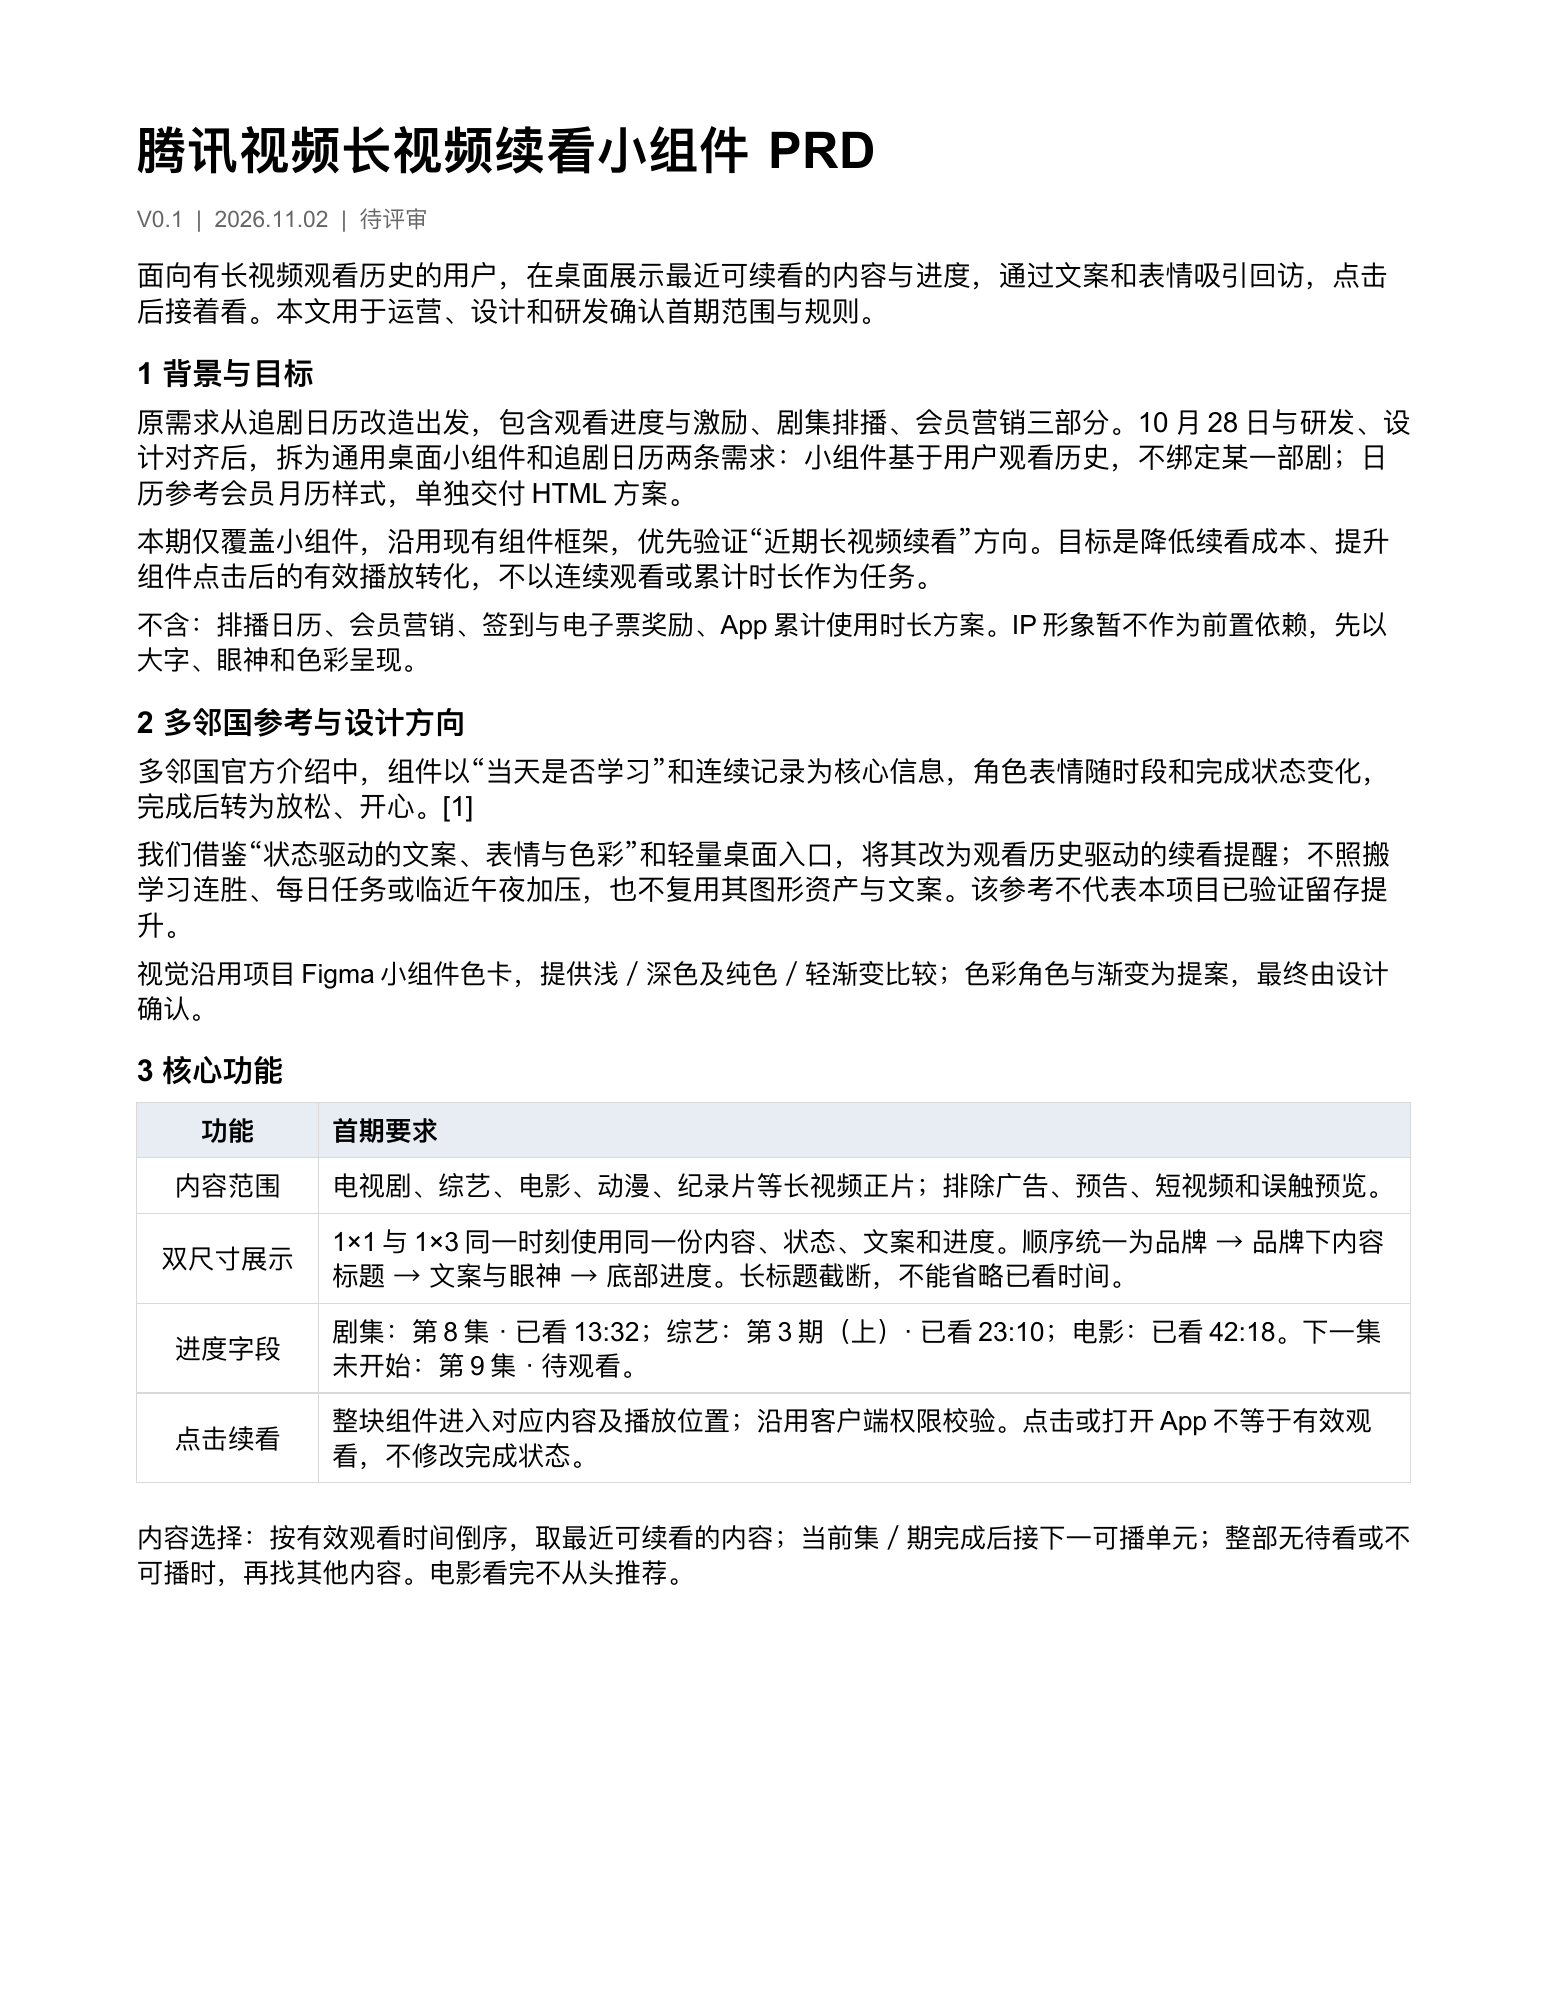 腾讯视频长视频续看小组件 PRD
V0.1 | 2026.11.02 | 待评审
面向有长视频观看历史的用户，在桌面展示最近可续看的内容与进度，通过文案和表情吸引回访，点击
后接着看。本文用于运营、设计和研发确认首期范围与规则。
1 背景与目标
原需求从追剧日历改造出发，包含观看进度与激励、剧集排播、会员营销三部分。10 月 28 日与研发、设
计对齐后，拆为通用桌面小组件和追剧日历两条需求：小组件基于用户观看历史，不绑定某一部剧；日
历参考会员月历样式，单独交付 HTML 方案。
本期仅覆盖小组件，沿用现有组件框架，优先验证“近期长视频续看”方向。目标是降低续看成本、提升
组件点击后的有效播放转化，不以连续观看或累计时长作为任务。
不含：排播日历、会员营销、签到与电子票奖励、App 累计使用时长方案。IP 形象暂不作为前置依赖，先以
大字、眼神和色彩呈现。
2 多邻国参考与设计方向
多邻国官方介绍中，组件以“当天是否学习”和连续记录为核心信息，角色表情随时段和完成状态变化，
完成后转为放松、开心。[1]
我们借鉴“状态驱动的文案、表情与色彩”和轻量桌面入口，将其改为观看历史驱动的续看提醒；不照搬
学习连胜、每日任务或临近午夜加压，也不复用其图形资产与文案。该参考不代表本项目已验证留存提
升。
视觉沿用项目 Figma 小组件色卡，提供浅 / 深色及纯色 / 轻渐变比较；色彩角色与渐变为提案，最终由设计
确认。
3 核心功能
功能 首期要求
内容范围 电视剧、综艺、电影、动漫、纪录片等长视频正片；排除广告、预告、短视频和误触预览。
双尺寸展示 1×1 与 1×3 同一时刻使用同一份内容、状态、文案和进度。顺序统一为品牌 → 品牌下内容
标题 → 文案与眼神 → 底部进度。长标题截断，不能省略已看时间。
进度字段 剧集：第 8 集 · 已看 13:32；综艺：第 3 期（上）· 已看 23:10；电影：已看 42:18。下一集
未开始：第 9 集 · 待观看。
点击续看 整块组件进入对应内容及播放位置；沿用客户端权限校验。点击或打开 App 不等于有效观
看，不修改完成状态。
内容选择：按有效观看时间倒序，取最近可续看的内容；当前集 / 期完成后接下一可播单元；整部无待看或不
可播时，再找其他内容。电影看完不从头推荐。